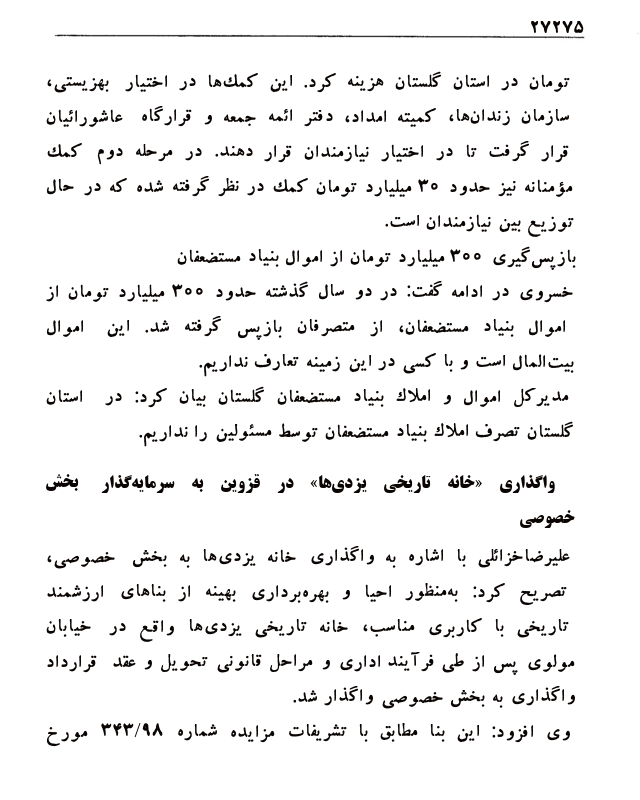 ۲۷۲۷۵
تومان در استان گلستان هزینه کرد. این کمك‌ها در اختیار بهزیستی،
سازمان زندان‌ها، کمیته امداد، دفتر ائمه جمعه و قرارگاه عاشورائیان
قرار گرفت تا در اختیار نیازمندان قرار دهند. در مرحله دوم کمك
مؤمنانه نیز حدود ۳۰ میلیارد تومان کمك در نظر گرفته شده که در حال
توزیع بین نیازمندان است.
بازپس‌گیری ۳۰۰ میلیارد تومان از اموال بنیاد مستضعفان
خسروی در ادامه گفت: در دو سال گذشته حدود ۳۰۰ میلیارد تومان از
اموال بنیاد مستضعفان، از متصرفان بازپس گرفته شد. این اموال
بیت‌المال است و با کسی در این زمینه تعارف نداریم.
مدیرکل اموال و املاك بنیاد مستضعفان گلستان بیان کرد: در استان
گلستان تصرف املاك بنیاد مستضعفان توسط مسئولین را نداریم.
واگذاری «خانه تاریخی یزدی‌ها» در قزوین به سرمایه‌گذار بخش
خصوصی
علیرضاخزائلی با اشاره به واگذاری خانه یزدی‌ها به بخش خصوصی،
تصریح کرد: به‌منظور احیا و بهره‌برداری بهینه از بناهای ارزشمند
تاریخی با کاربری مناسب، خانه تاریخی یزدی‌ها واقع در خیابان
مولوی پس از طی فرآیند اداری و مراحل قانونی تحویل و عقد قرارداد
واگذاری به بخش خصوصی واگذار شد.
وی افزود: این بنا مطابق با تشریفات مزایده شماره ۳۴۳/۹۸ مورخ